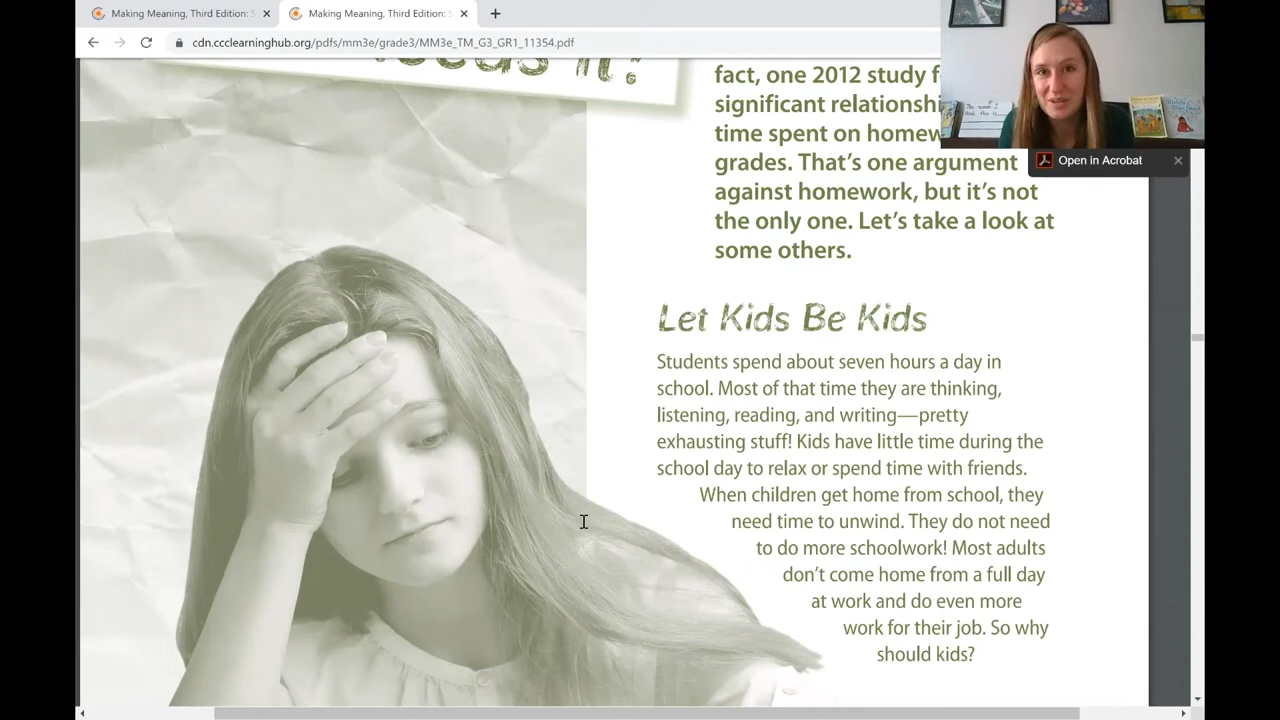 Making Meaning, Third Edition: S
Making Meaning, Third Edition: S
cdn.ccclearninghub.org/pdfs/mm3e/grade3/MM3e_TM_G3_GR1_11354.pdf
Open in Acrobat
It?
fact, one 2012 study
significant
time spent on
grades. That's one argument
against homework, but it's not
the only one. Let's take a look at
some others.
Let Kids Be Kids
Students spend about seven hours a day in
school. Most of that time they are thinking,
listening, reading, and writing—pretty
exhausting stuff! Kids have little time during the
school day to relax or spend time with friends.
When children get home from school, they
need time to unwind. They do not need
to do more schoolwork! Most adults
don't come home from a full day
at work and do even more
work for their job. So why
should kids?